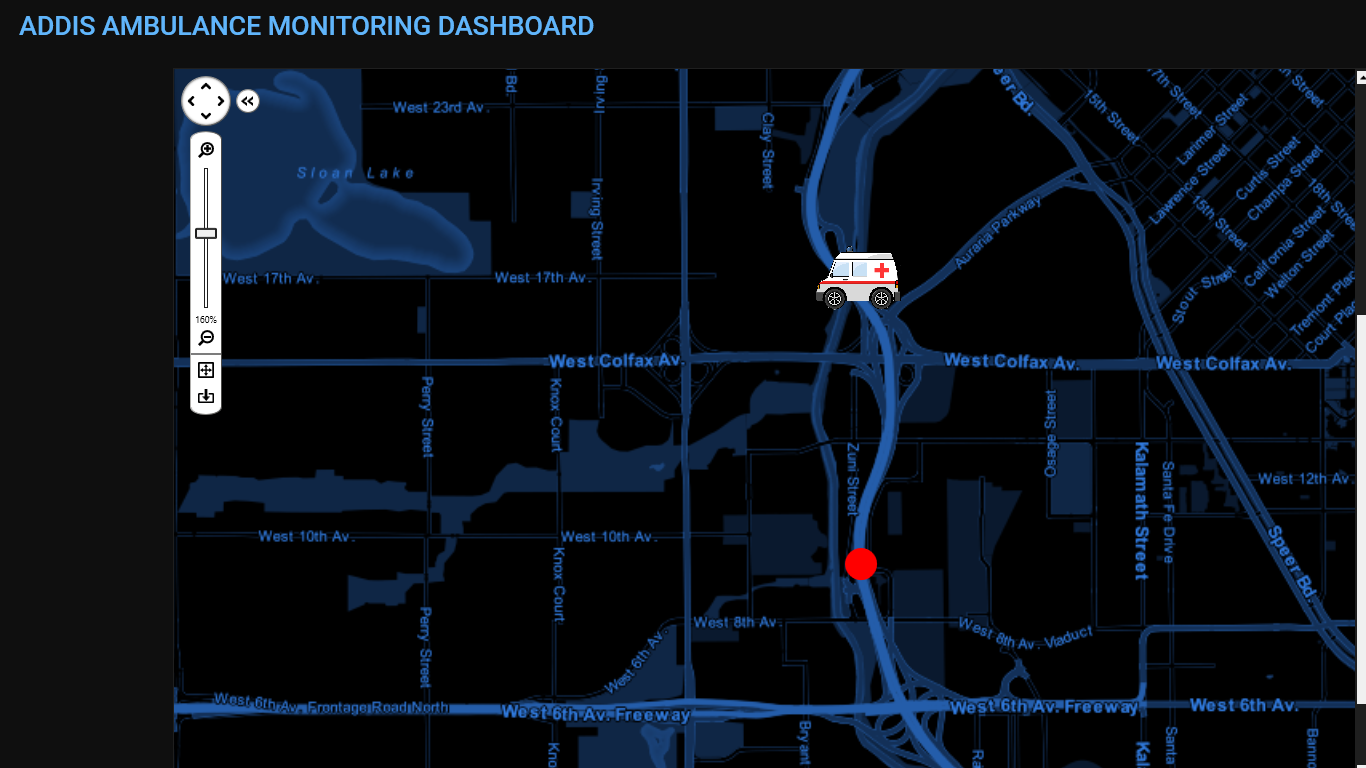 ADDIS AMBULANCE MONITORING DASHBOARD
Bd.
Irving
West 23rd Av.
Clay Street
Speer Bd.
17th Street
15th Street
Larimer Street
Sloan Lake
Lawrence Street
Curtis Street
Champa Street
18th Stre
Irving Street
15th Street
Aurana Parkway
California Street
Welton Street
West 17th Av.
West 17th Av.
Stout Street
Tremont Plac
Court Pla
160%
West Colfax Av.
West Colfax Av.
West Colfax Av.
Perry Street
Knox Court
Osage Street
Zuni Street
Kalamath Street
Santa Fe Drive
West 12th Av.
West 10th Av.
West 10th Av.
Speer Bd.
Knox Court
Perry Street
West 8th Av.
West 8th Av. Viaduct
West 6th Av.
West 6th Av. Frontage Road North
West 6th Av. Freeway
West 6th Av. Freeway
West 6th Av.
Kno
Bryant
Ra
Kal
Santa
Banno